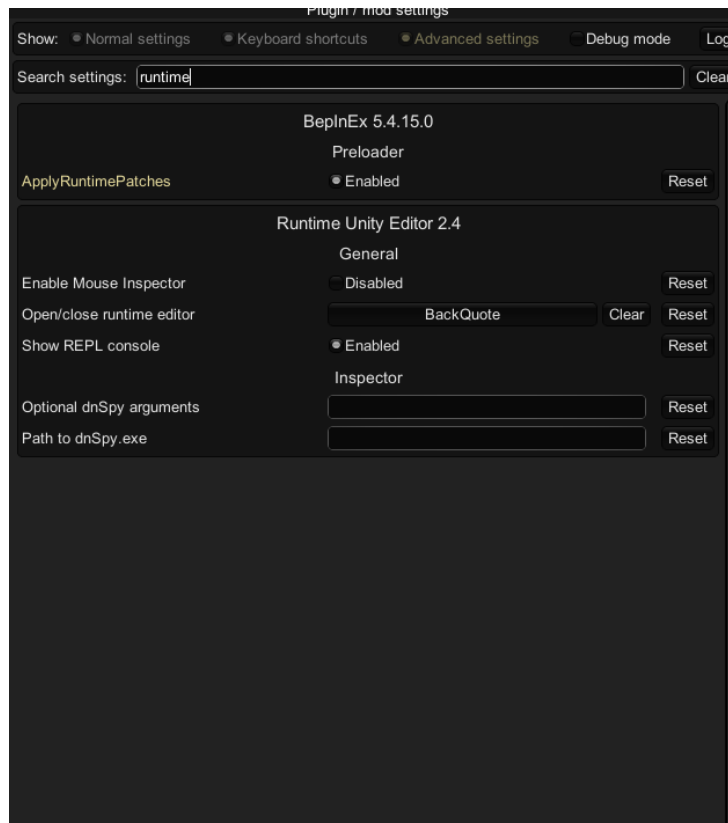 Plugin / mod settings
Show: Normal settings Keyboard shortcuts Advanced settings Debug mode Log
Search settings: runtime Clear
BepInEx 5.4.15.0
Preloader
ApplyRuntimePatches Enabled Reset
Runtime Unity Editor 2.4
General
Enable Mouse Inspector Disabled Reset
Open/close runtime editor BackQuote Clear Reset
Show REPL console Enabled Reset
Inspector
Optional dnSpy arguments Reset
Path to dnSpy.exe Reset